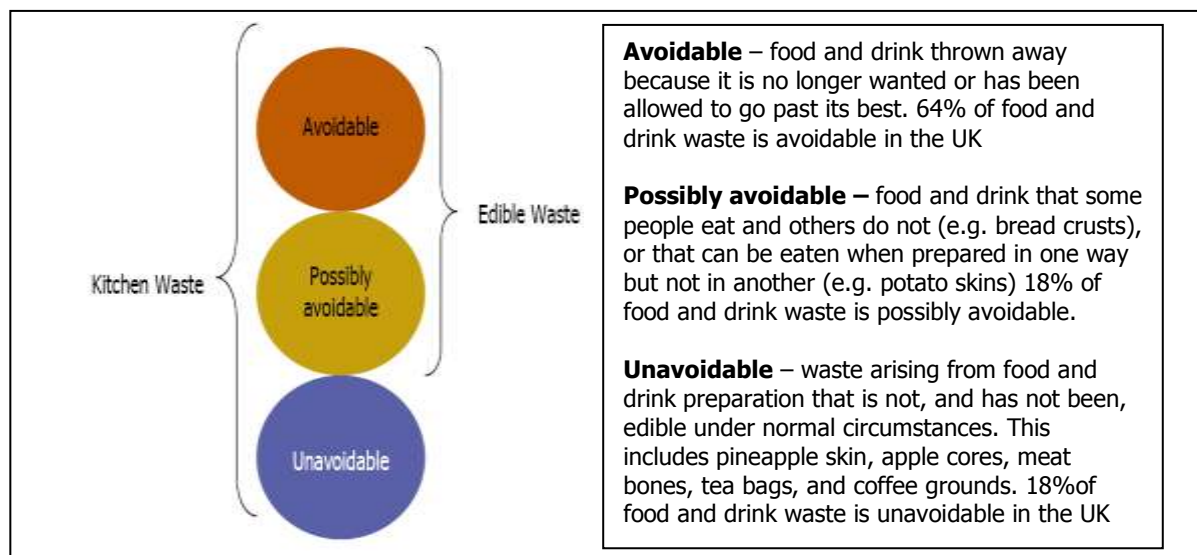 Kitchen Waste
Avoidable
Possibly
avoidable
Unavoidable
Edible Waste
Avoidable – food and drink thrown away
because it is no longer wanted or has been
allowed to go past its best. 64% of food and
drink waste is avoidable in the UK
Possibly avoidable – food and drink that some
people eat and others do not (e.g. bread crusts),
or that can be eaten when prepared in one way
but not in another (e.g. potato skins) 18% of
food and drink waste is possibly avoidable.
Unavoidable – waste arising from food and
drink preparation that is not, and has not been,
edible under normal circumstances. This
includes pineapple skin, apple cores, meat
bones, tea bags, and coffee grounds. 18%of
food and drink waste is unavoidable in the UK